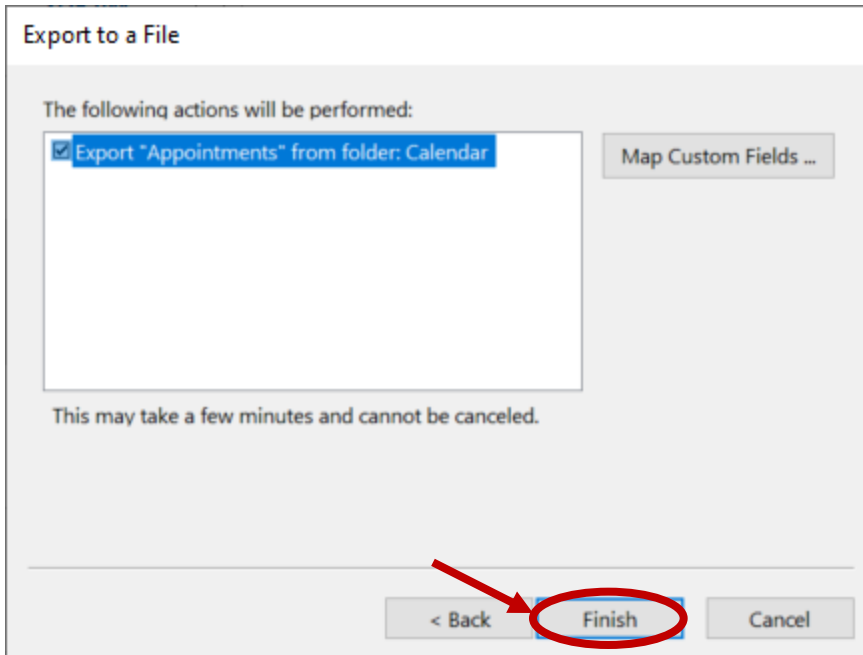 Export to a File
The following actions will be performed:
Export "Appointments" from folder: Calendar
Map Custom Fields ...
This may take a few minutes and cannot be canceled.
< Back
Finish
Cancel